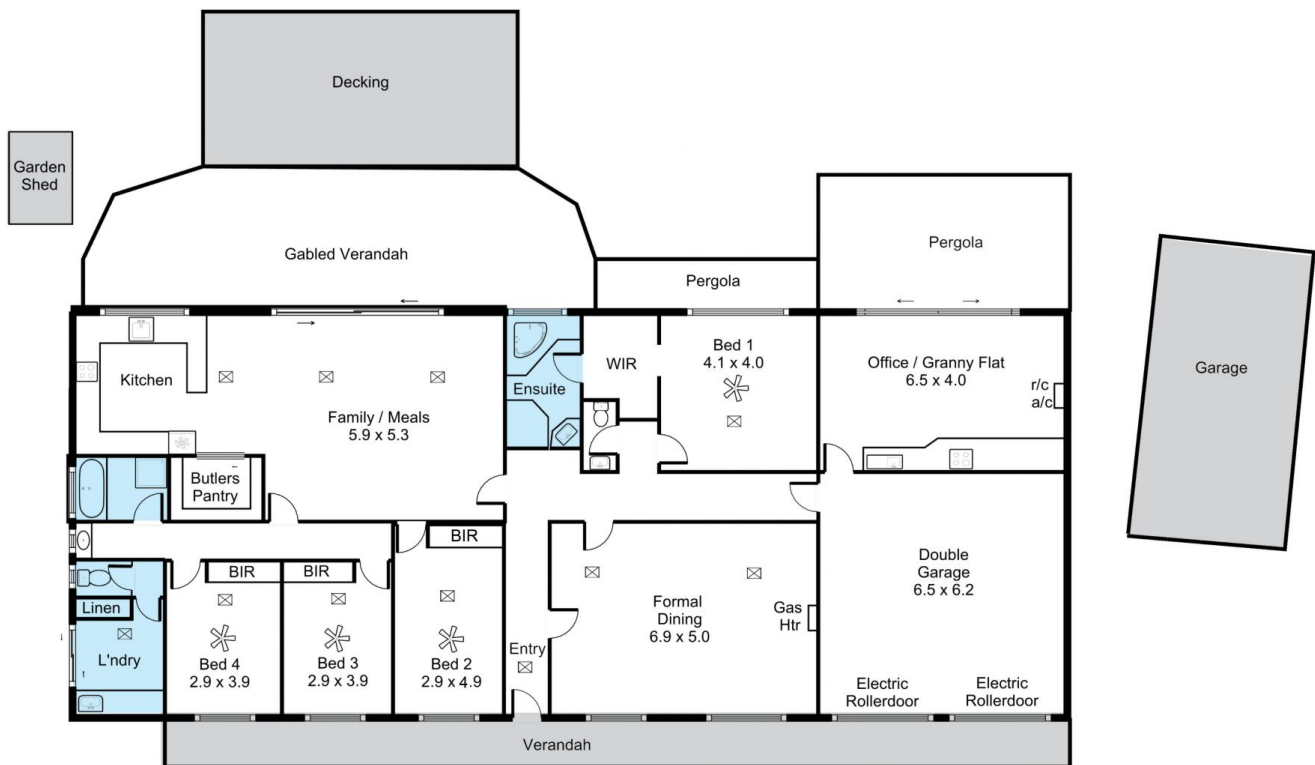 Decking
Garden
Shed
Gabled Verandah
Pergola
Pergola
Garage
Kitchen
Family / Meals
5.9 x 5.3
Butlers
Pantry
Ensuite
WIR
Bed 1
4.1 x 4.0
Office / Granny Flat
6.5 x 4.0
r/c
a/c
BIR
BIR
BIR
Linen
L'ndry
Bed 4
2.9 x 3.9
Bed 3
2.9 x 3.9
Bed 2
2.9 x 4.9
Entry
Formal
Dining
6.9 x 5.0
Gas
Htr
Double
Garage
6.5 x 6.2
Electric
Rollerdoor
Electric
Rollerdoor
Verandah